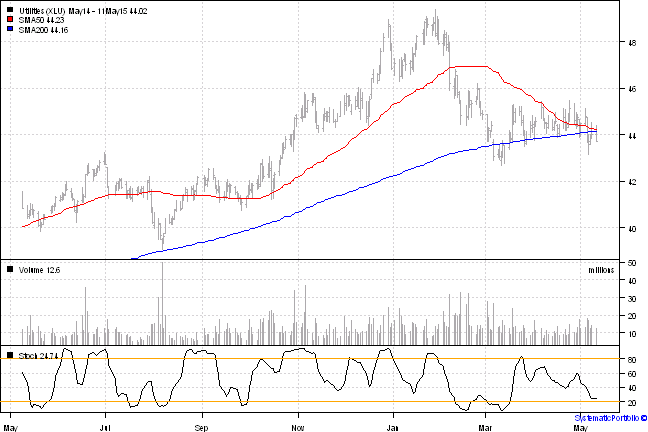 Utilities (XLU) May14 - 11May15 44.02
SMA50 44.23
SMA200 44.16
48
46
44
42
40
Volume 12.6
millions
50
40
30
20
10
Stoch 24.74
80
60
40
20
May Jul Sep Nov Jan Mar May
SystematicPortfolio ©